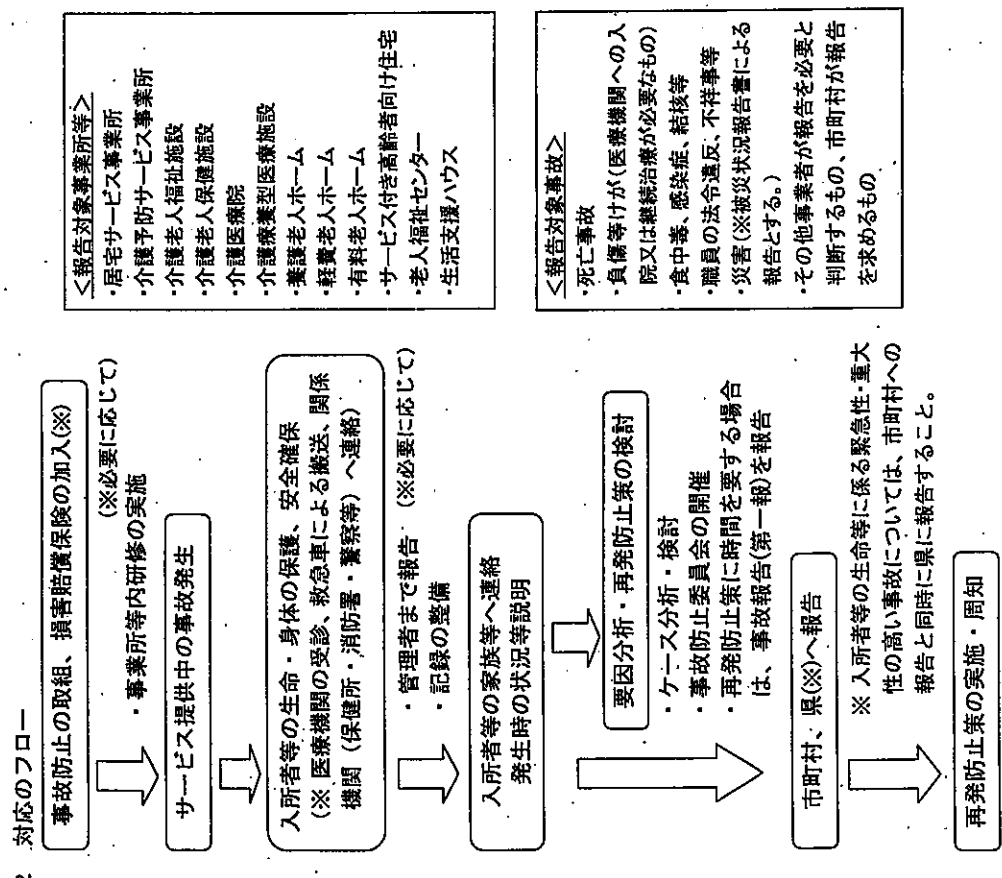 2 対応のフロー
事故防止の取組、損害賠償保険の加入(※)
(※必要に応じて)
・事業所等内研修の実施
サービス提供中の事故発生
入所者等の生命・身体の保護、安全確保
(※ 医療機関の受診、救急車による搬送、関係
機関(保健所・消防署・警察等)へ連絡)
・管理者まで報告 (※必要に応じて)
・記録の整備
入所者等の家族等へ連絡
発生時の状況等説明
要因分析・再発防止策の検討
・ケース分析・検討
・事故防止委員会の開催
・再発防止策に時間を要する場合
は、事故報告(第一報)を報告
市町村、県(※)へ報告
※ 入所者等の生命等に係る緊急性・重大
性の高い事故については、市町村への
報告と同時に県に報告すること。
再発防止策の実施・周知
<報告対象事業所等>
・居宅サービス事業所
・介護予防サービス事業所
・介護老人福祉施設
・介護老人保健施設
・介護医療院
・介護療養型医療施設
・養護老人ホーム
・軽費老人ホーム
・有料老人ホーム
・サービス付き高齢者向け住宅
・老人福祉センター
・生活支援ハウス
<報告対象事故>
・死亡事故
・負傷等けが(医療機関への入
院又は継続治療が必要なもの)
・食中毒、感染症、結核等
・職員の法令違反、不祥事等
・災害(※被災状況報告書による
報告とする。)
・その他事業者が報告を必要と
判断するもの、市町村が報告
を求めるもの